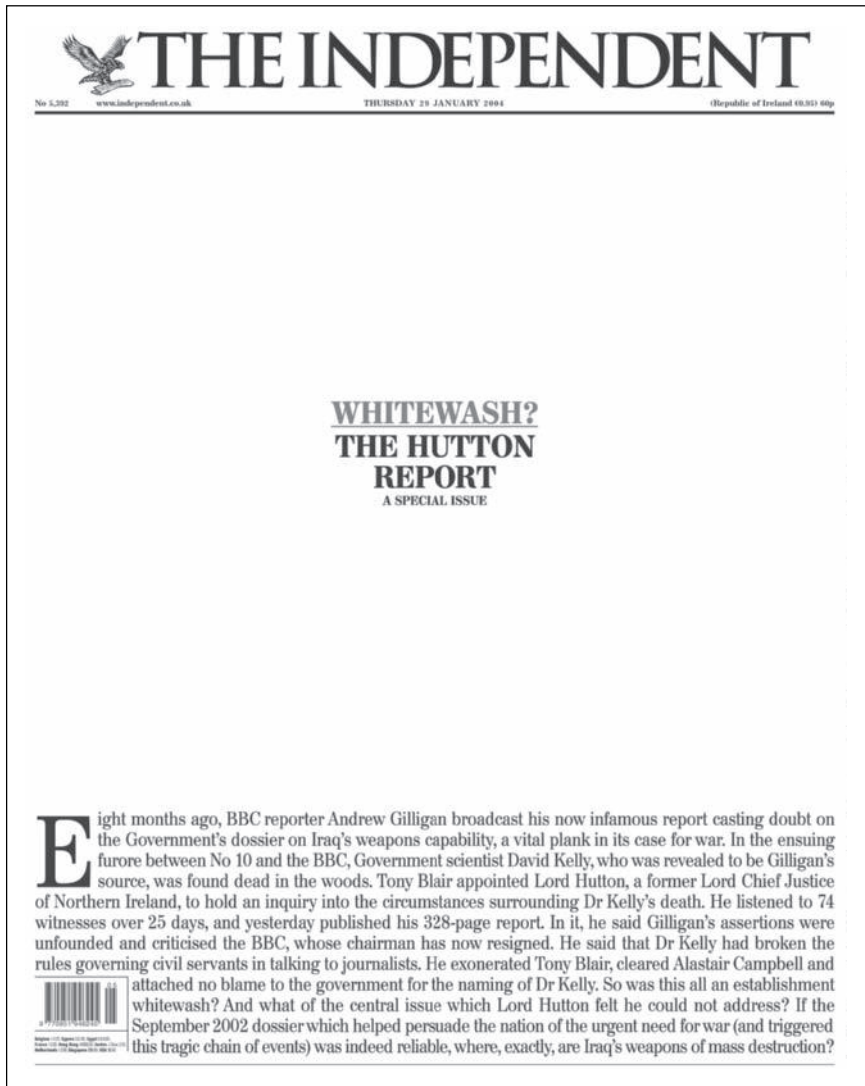 THE INDEPENDENT
No 5,392 www.independent.co.uk THURSDAY 29 JANUARY 2004 (Republic of Ireland €0.95) 60p
WHITEWASH?
THE HUTTON
REPORT
A SPECIAL ISSUE
Eight months ago, BBC reporter Andrew Gilligan broadcast his now infamous report casting doubt on
the Government's dossier on Iraq's weapons capability, a vital plank in its case for war. In the ensuing
furore between No 10 and the BBC, Government scientist David Kelly, who was revealed to be Gilligan's
source, was found dead in the woods. Tony Blair appointed Lord Hutton, a former Lord Chief Justice
of Northern Ireland, to hold an inquiry into the circumstances surrounding Dr Kelly's death. He listened to 74
witnesses over 25 days, and yesterday published his 328-page report. In it, he said Gilligan's assertions were
unfounded and criticised the BBC, whose chairman has now resigned. He said that Dr Kelly had broken the
rules governing civil servants in talking to journalists. He exonerated Tony Blair, cleared Alastair Campbell and
attached no blame to the government for the naming of Dr Kelly. So was this all an establishment
whitewash? And what of the central issue which Lord Hutton felt he could not address? If the
September 2002 dossier which helped persuade the nation of the urgent need for war (and triggered
this tragic chain of events) was indeed reliable, where, exactly, are Iraq's weapons of mass destruction?